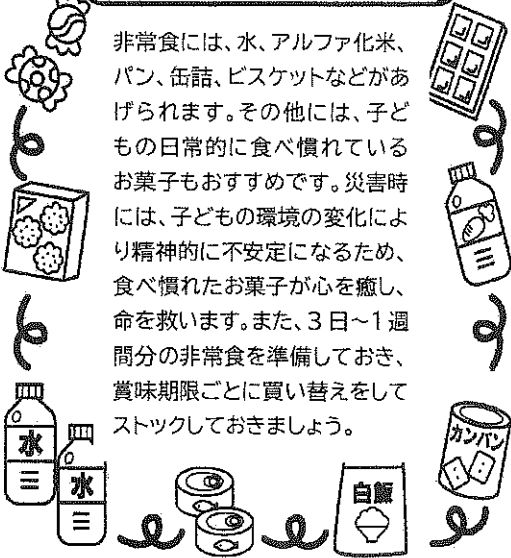 非常食には、水、アルファ化米、
パン、缶詰、ビスケットなどがあ
げられます。その他には、子ど
もの日常的に食べ慣れている
お菓子もおすすめです。災害時
には、子どもの環境の変化によ
り精神的に不安定になるため、
食べ慣れたお菓子が心を癒し、
命を救います。また、3日～1週
間分の非常食を準備しておき、
賞味期限ごとに買い替えをして
ストックしておきましょう。
カンパン
水
水
白飯